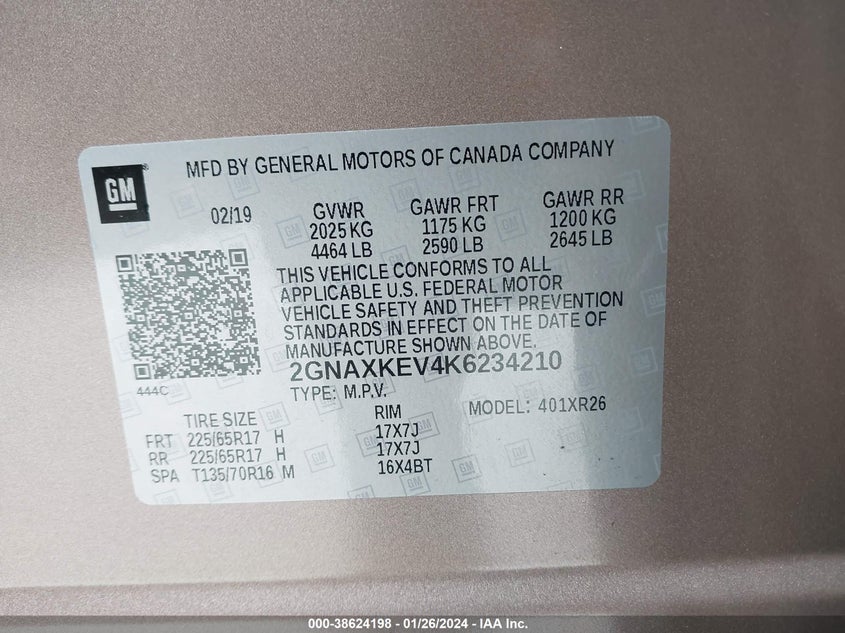 GM
MFD BY GENERAL MOTORS OF CANADA COMPANY
02/19 GVWR GAWR FRT GAWR RR
2025 KG 1175 KG 1200 KG
4464 LB 2590 LB 2645 LB
THIS VEHICLE CONFORMS TO ALL
APPLICABLE U.S. FEDERAL MOTOR
VEHICLE SAFETY AND THEFT PREVENTION
STANDARDS IN EFFECT ON THE DATE OF
MANUFACTURE SHOWN ABOVE.
2GNAXKEV4K6234210
444C
TYPE: M.P.V.
TIRE SIZE RIM MODEL: 401XR26
FRT 225/65R17 H 17X7J
RR 225/65R17 H 17X7J
SPA T135/70R16 M 16X4BT
000-38624198 - 01/26/2024 - IAA Inc.